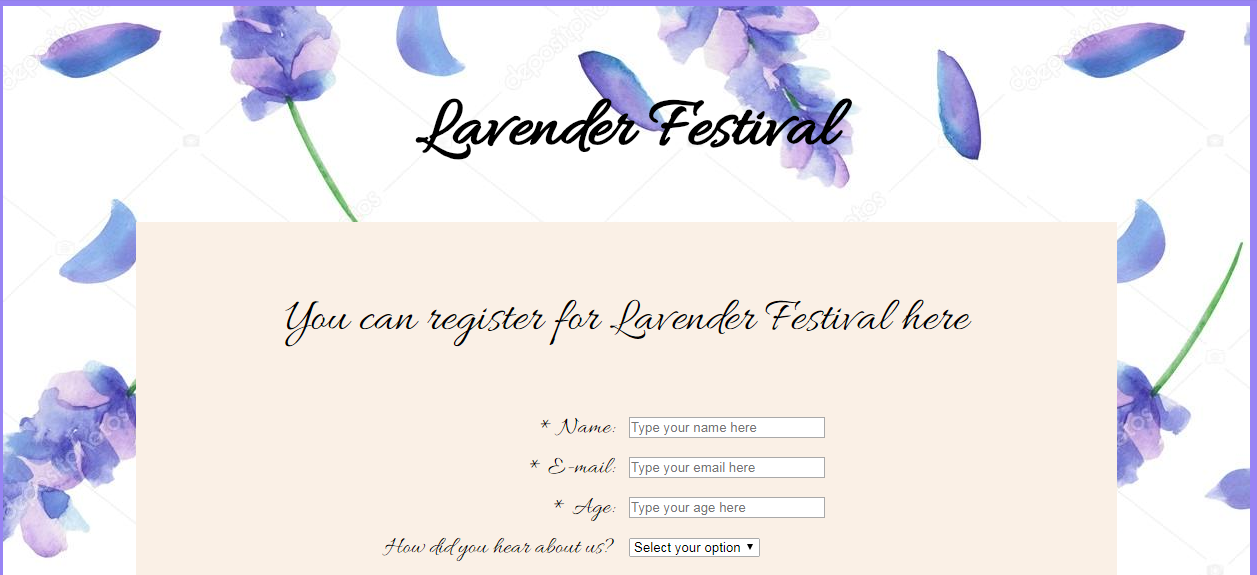 Lavender Festival
You can register for Lavender Festival here
* Name: Type your name here
* E-mail: Type your email here
* Age: Type your age here
How did you hear about us? Select your option
depositphotos